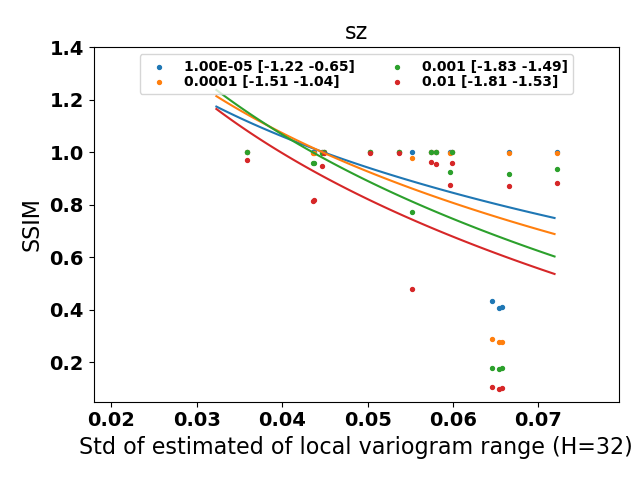 sz
1.4
1.00E-05 [-1.22 -0.65]
0.0001 [-1.51 -1.04]
0.001 [-1.83 -1.49]
0.01 [-1.81 -1.53]
1.2
1.0
0.8
0.6
0.4
0.2
SSIM
0.02 0.03 0.04 0.05 0.06 0.07
Std of estimated of local variogram range (H=32)